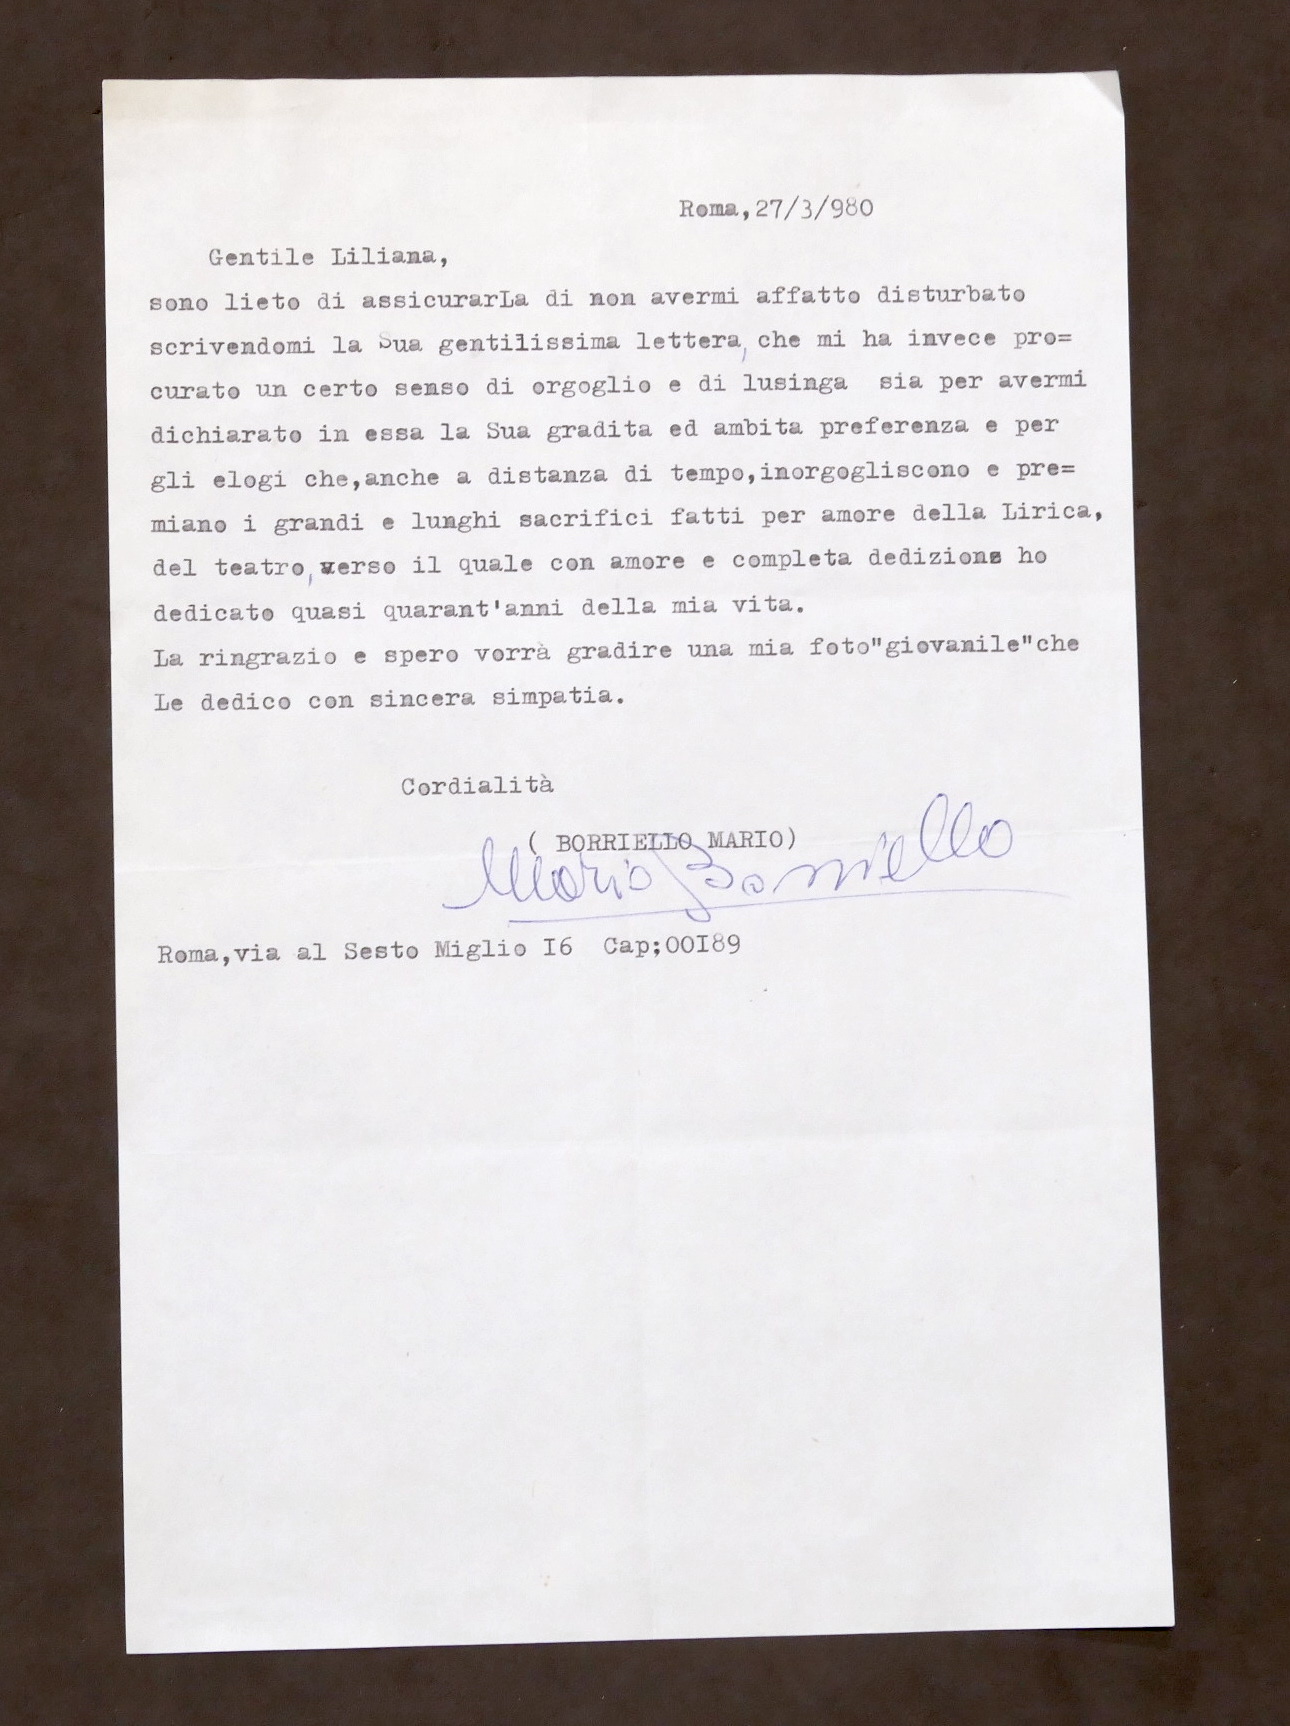 Roma,27/3/980
Gentile Liliana,
sono lieto di assicurarLa di non avermi affatto disturbato
scrivendomi la Sua gentilissima lettera, che mi ha invece pro=
curato un certo senso di orgoglio e di lusinga sia per avermi
dichiarato in essa la Sua gradita ed ambita preferenza e per
gli elogi che,anche a distanza di tempo,inorgogliscono e pre=
miano i grandi e lunghi sacrifici fatti per amore della Lirica,
del teatro, verso il quale con amore e completa dedizione ho
dedicato quasi quarant'anni della mia vita.
La ringrazio e spero vorrà gradire una mia foto"giovanile"che
Le dedico con sincera simpatia.
Cordialità
( BORRIELLO MARIO)
Mario Borriello
Roma,via al Sesto Miglio I6 Cap;00I89